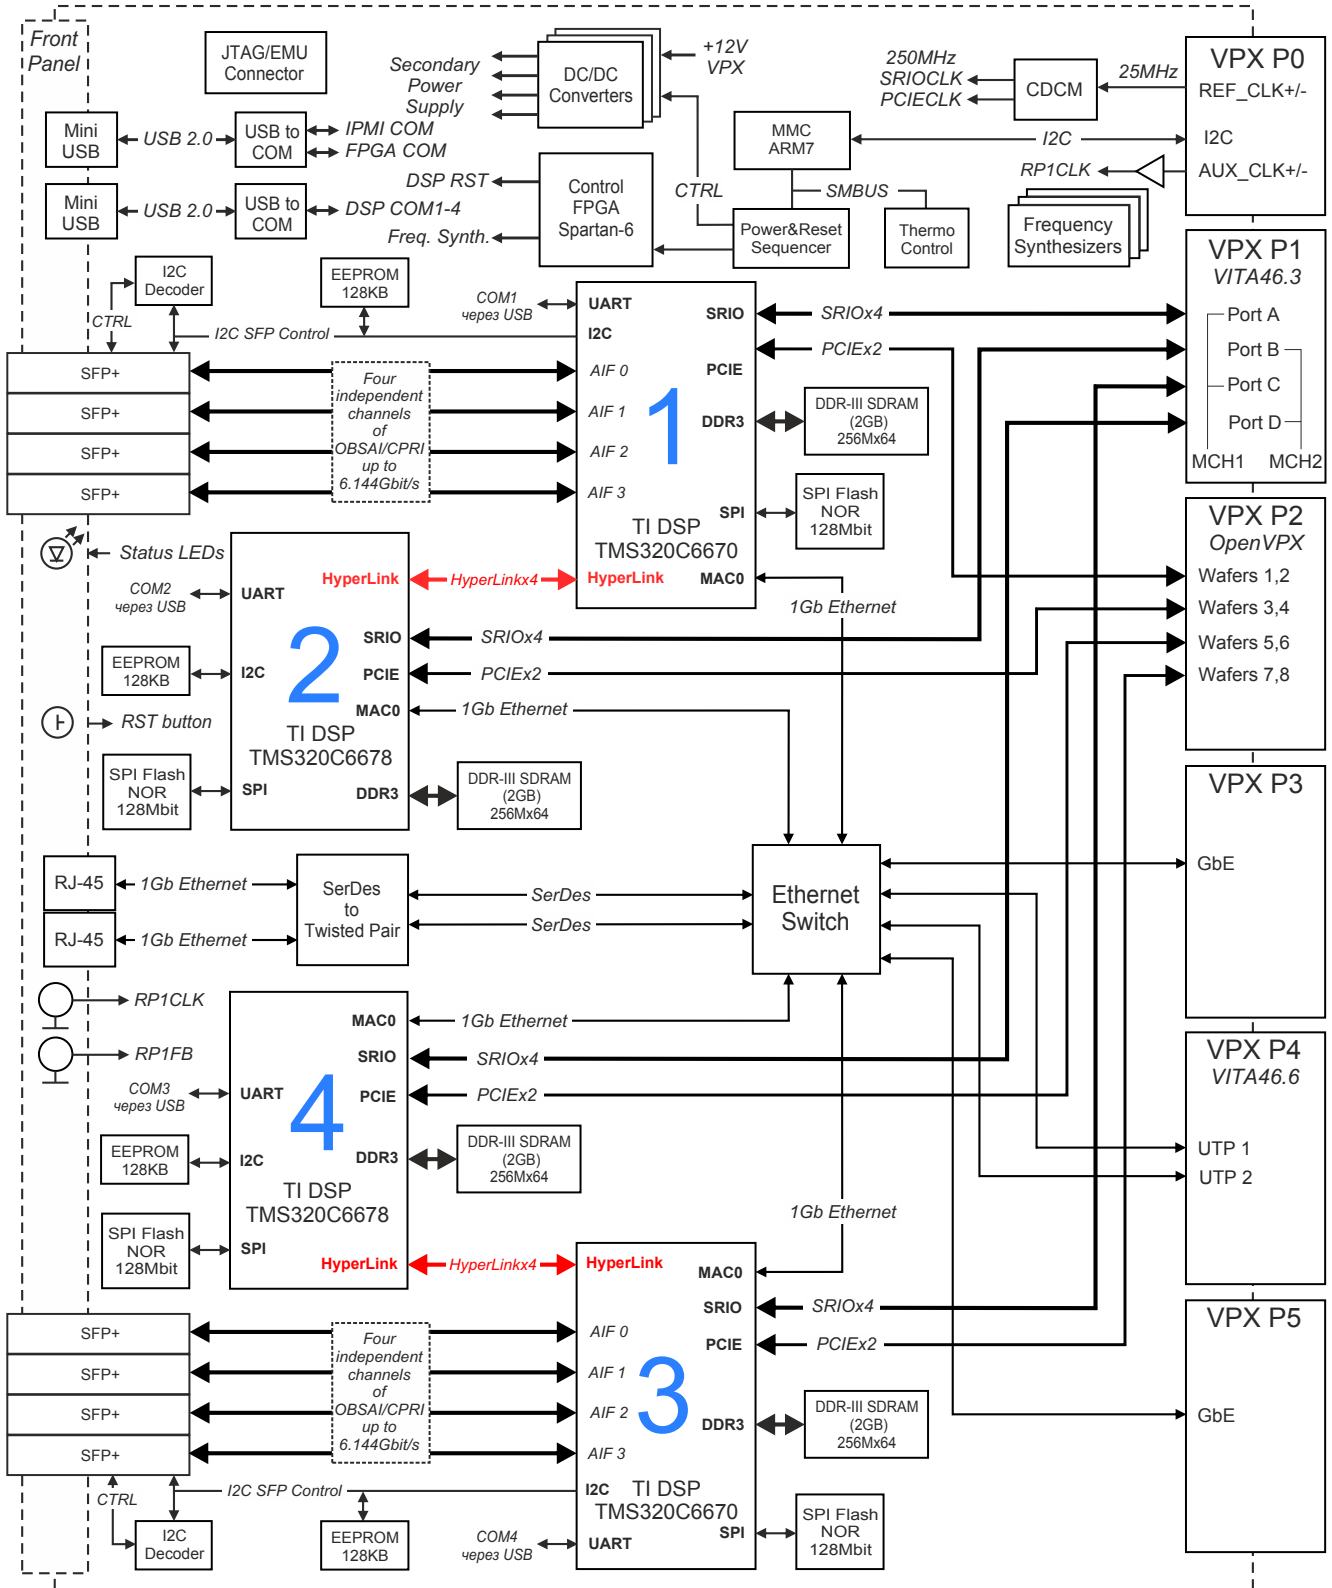 Front
Panel
JTAG/EMU
Connector
Secondary
Power
Supply
DC/DC
Converters
+12V
VPX
250MHz
SRIOCLK
PCIECLK
CDCM
25MHz
VPX P0
REF_CLK+/-
I2C
AUX_CLK+/-
Mini
USB
USB 2.0
USB to
COM
IPMI COM
FPGA COM
MMC
ARM7
I2C
RP1CLK
Mini
USB
USB 2.0
USB to
COM
DSP COM1-4
DSP RST
Freq. Synth.
Control
FPGA
Spartan-6
CTRL
SMBUS
Power&Reset
Sequencer
Thermo
Control
Frequency
Synthesizers
VPX P1
VITA46.3
Port A
Port B
Port C
Port D
MCH1
MCH2
I2C
Decoder
CTRL
EEPROM
128KB
I2C SFP Control
COM1
через USB
UART
I2C
AIF 0
AIF 1
AIF 2
AIF 3
SRIO
PCIE
DDR3
SPI
1
TI DSP
TMS320C6670
HyperLink
MAC0
SRIOx4
PCIEx2
DDR-III SDRAM
(2GB)
256Mx64
SPI Flash
NOR
128Mbit
SFP+
SFP+
SFP+
SFP+
Four
independent
channels
of
OBSAI/CPRI
up to
6.144Gbit/s
VPX P2
OpenVPX
Wafers 1,2
Wafers 3,4
Wafers 5,6
Wafers 7,8
Status LEDs
COM2
через USB
EEPROM
128KB
RST button
SPI Flash
NOR
128Mbit
UART
I2C
SPI
HyperLink
SRIO
PCIE
MAC0
DDR3
2
TI DSP
TMS320C6678
HyperLinkx4
SRIOx4
PCIEx2
1Gb Ethernet
1Gb Ethernet
DDR-III SDRAM
(2GB)
256Mx64
VPX P3
GbE
RJ-45
1Gb Ethernet
RJ-45
1Gb Ethernet
SerDes
to
Twisted Pair
SerDes
SerDes
Ethernet
Switch
RP1CLK
RP1FB
COM3
через USB
EEPROM
128KB
SPI Flash
NOR
128Mbit
MAC0
SRIO
UART
PCIE
I2C
DDR3
SPI
4
TI DSP
TMS320C6678
HyperLink
1Gb Ethernet
SRIOx4
PCIEx2
DDR-III SDRAM
(2GB)
256Mx64
VPX P4
VITA46.6
UTP 1
UTP 2
1Gb Ethernet
HyperLinkx4
HyperLink
MAC0
SRIO
PCIE
DDR3
SPI
AIF 0
AIF 1
AIF 2
AIF 3
I2C
UART
3
TI DSP
TMS320C6670
SRIOx4
PCIEx2
DDR-III SDRAM
(2GB)
256Mx64
SPI Flash
NOR
128Mbit
VPX P5
GbE
SFP+
SFP+
SFP+
SFP+
Four
independent
channels
of
OBSAI/CPRI
up to
6.144Gbit/s
CTRL
I2C SFP Control
I2C
Decoder
EEPROM
128KB
COM4
через USB